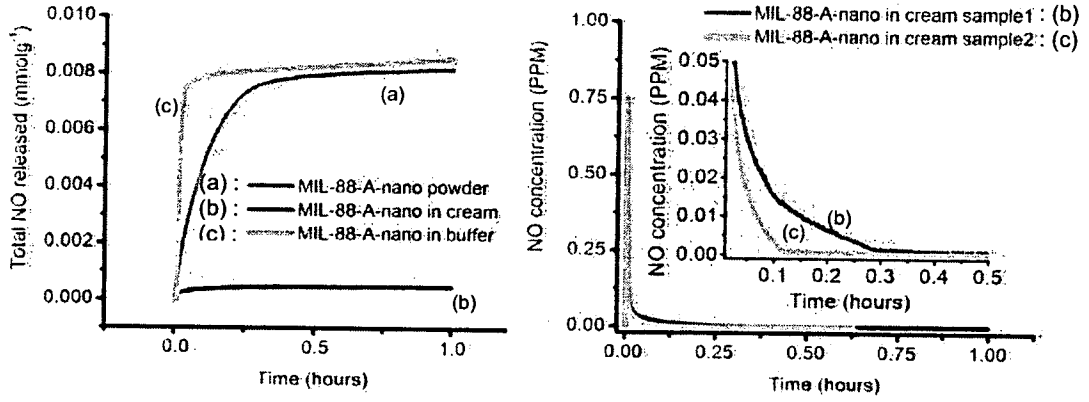 Total NO released (mmolg⁻¹)
0.010
0.008
0.006
0.004
0.002
0.000
(c)
(a)
(a) : MIL-88-A-nano powder
(b) : MIL-88-A-nano in cream
(c) : MIL-88-A-nano in buffer
(b)
0.0 0.5 1.0
Time (hours)
MIL-88-A-nano in cream sample1 : (b)
MIL-88-A-nano in cream sample2 : (c)
NO concentration (PPM)
1.00
0.75
0.50
0.25
0.00
NO concentration (PPM)
0.05
0.04
0.03
0.02
0.01
0.00
(b)
(c)
0.1 0.2 0.3 0.4 0.5
Time (hours)
0.00 0.25 0.50 0.75 1.00
Time (hours)